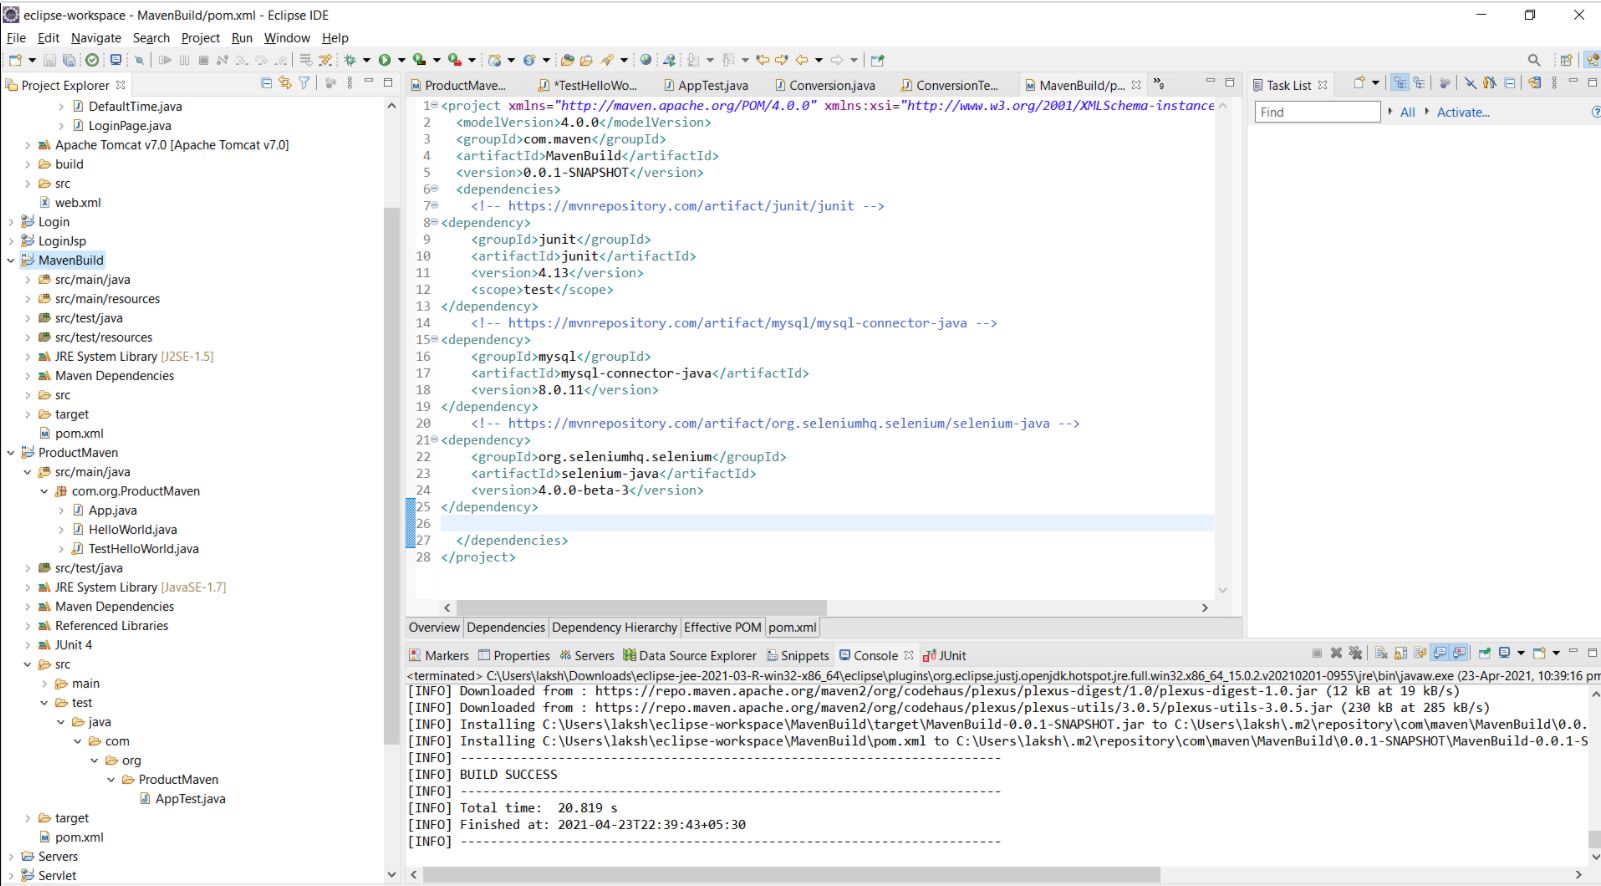 eclipse-workspace - MavenBuild/pom.xml - Eclipse IDE
File Edit Navigate Search Project Run Window Help
Project Explorer
DefaultTime.java
LoginPage.java
Apache Tomcat v7.0 [Apache Tomcat v7.0]
build
src
web.xml
Login
LoginJsp
MavenBuild
src/main/java
src/main/resources
src/test/java
src/test/resources
JRE System Library [J2SE-1.5]
Maven Dependencies
src
target
pom.xml
ProductMaven
src/main/java
com.org.ProductMaven
App.java
HelloWorld.java
TestHelloWorld.java
src/test/java
JRE System Library [JavaSE-1.7]
Maven Dependencies
Referenced Libraries
JUnit 4
src
main
test
java
com
org
ProductMaven
AppTest.java
target
pom.xml
Servers
Servlet
ProductMave... *TestHelloWo... AppTest.java Conversion.java ConversionTe... MavenBuild/p... »9
1 <project xmlns="http://maven.apache.org/POM/4.0.0" xmlns:xsi="http://www.w3.org/2001/XMLSchema-instance
2 <modelVersion>4.0.0</modelVersion>
3 <groupId>com.maven</groupId>
4 <artifactId>MavenBuild</artifactId>
5 <version>0.0.1-SNAPSHOT</version>
6 <dependencies>
7 <!-- https://mvnrepository.com/artifact/junit/junit -->
8 <dependency>
9 <groupId>junit</groupId>
10 <artifactId>junit</artifactId>
11 <version>4.13</version>
12 <scope>test</scope>
13 </dependency>
14 <!-- https://mvnrepository.com/artifact/mysql/mysql-connector-java -->
15 <dependency>
16 <groupId>mysql</groupId>
17 <artifactId>mysql-connector-java</artifactId>
18 <version>8.0.11</version>
19 </dependency>
20 <!-- https://mvnrepository.com/artifact/org.seleniumhq.selenium/selenium-java -->
21 <dependency>
22 <groupId>org.seleniumhq.selenium</groupId>
23 <artifactId>selenium-java</artifactId>
24 <version>4.0.0-beta-3</version>
25 </dependency>
26
27 </dependencies>
28 </project>
Overview Dependencies Dependency Hierarchy Effective POM pom.xml
Task List
Find All Activate...
Markers Properties Servers Data Source Explorer Snippets Console JUnit
<terminated> C:\Users\laksh\Downloads\eclipse-jee-2021-03-R-win32-x86_64\eclipse\plugins\org.eclipse.justj.openjdk.hotspot.jre.full.win32.x86_64_15.0.2.v20210201-0955\jre\bin\javaw.exe (23-Apr-2021, 10:39:16 pm
[INFO] Downloaded from : https://repo.maven.apache.org/maven2/org/codehaus/plexus/plexus-digest/1.0/plexus-digest-1.0.jar (12 kB at 19 kB/s)
[INFO] Downloaded from : https://repo.maven.apache.org/maven2/org/codehaus/plexus/plexus-utils/3.0.5/plexus-utils-3.0.5.jar (230 kB at 285 kB/s)
[INFO] Installing C:\Users\laksh\eclipse-workspace\MavenBuild\target\MavenBuild-0.0.1-SNAPSHOT.jar to C:\Users\laksh\.m2\repository\com\maven\MavenBuild\0.0.
[INFO] Installing C:\Users\laksh\eclipse-workspace\MavenBuild\pom.xml to C:\Users\laksh\.m2\repository\com\maven\MavenBuild\0.0.1-SNAPSHOT\MavenBuild-0.0.1-S
[INFO] ------------------------------------------------------------------------
[INFO] BUILD SUCCESS
[INFO] ------------------------------------------------------------------------
[INFO] Total time:  20.819 s
[INFO] Finished at: 2021-04-23T22:39:43+05:30
[INFO] ------------------------------------------------------------------------